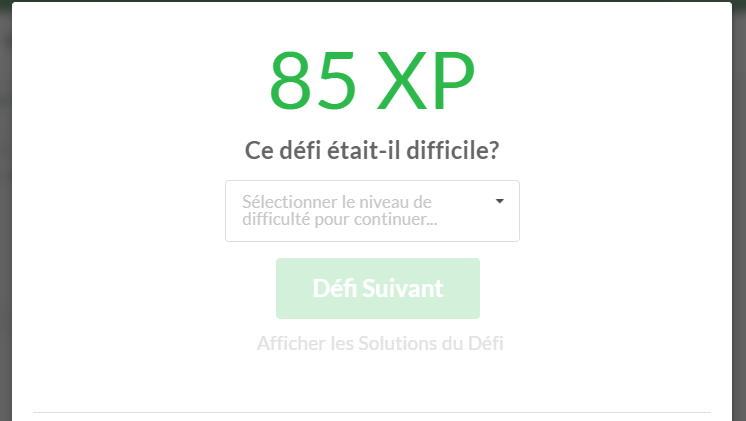 85 XP
Ce défi était-il difficile?
Sélectionner le niveau de
difficulté pour continuer...
Défi Suivant
Afficher les Solutions du Défi